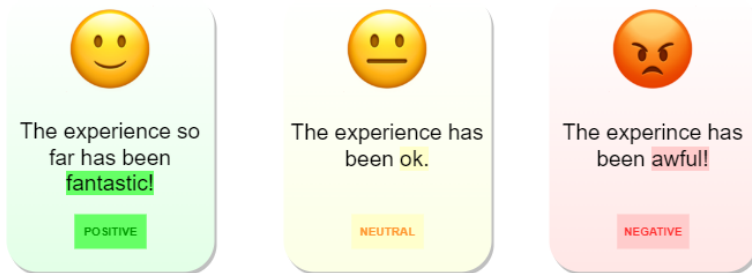 The experience so
far has been
fantastic!
POSITIVE
The experience has
been ok.
NEUTRAL
The experince has
been awful!
NEGATIVE